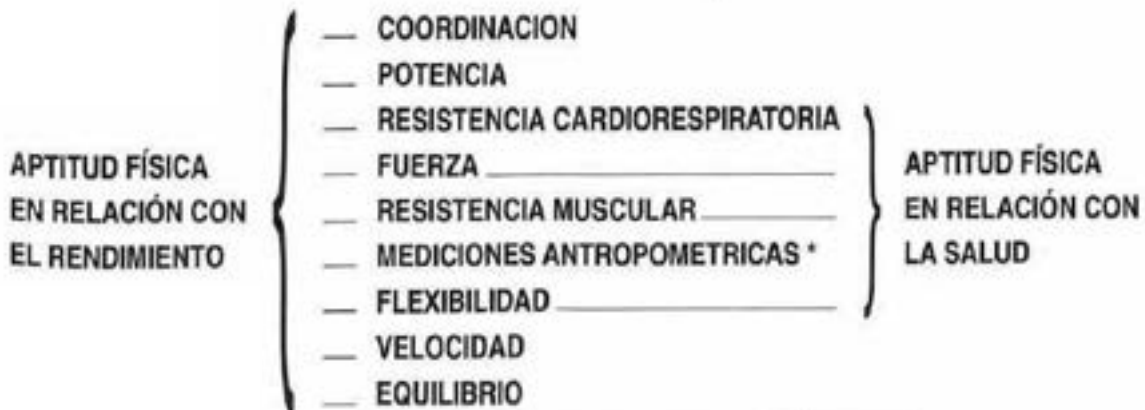 APTITUD FÍSICA
EN RELACIÓN CON
EL RENDIMIENTO
COORDINACION
POTENCIA
RESISTENCIA CARDIORESPIRATORIA
FUERZA
RESISTENCIA MUSCULAR
MEDICIONES ANTROPOMETRICAS *
FLEXIBILIDAD
VELOCIDAD
EQUILIBRIO
APTITUD FÍSICA
EN RELACIÓN CON
LA SALUD